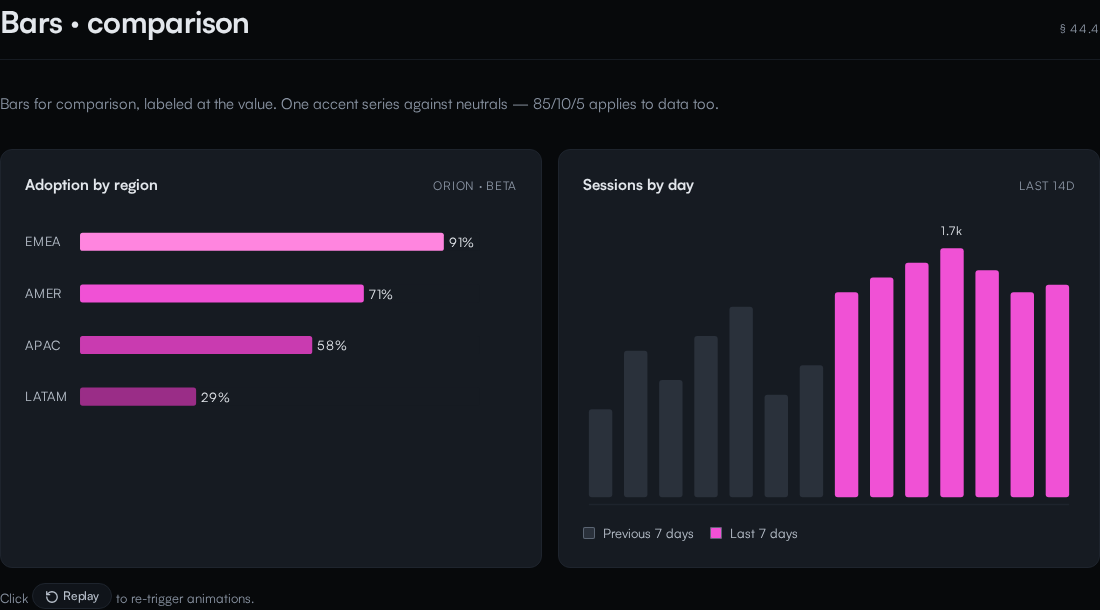 Bars · comparison
§ 44.4
Bars for comparison, labeled at the value. One accent series against neutrals — 85/10/5 applies to data too.
Adoption by region
ORION · BETA
EMEA 91%
AMER 71%
APAC 58%
LATAM 29%
Sessions by day
LAST 14D
1.7k
Previous 7 days
Last 7 days
Click Replay to re-trigger animations.